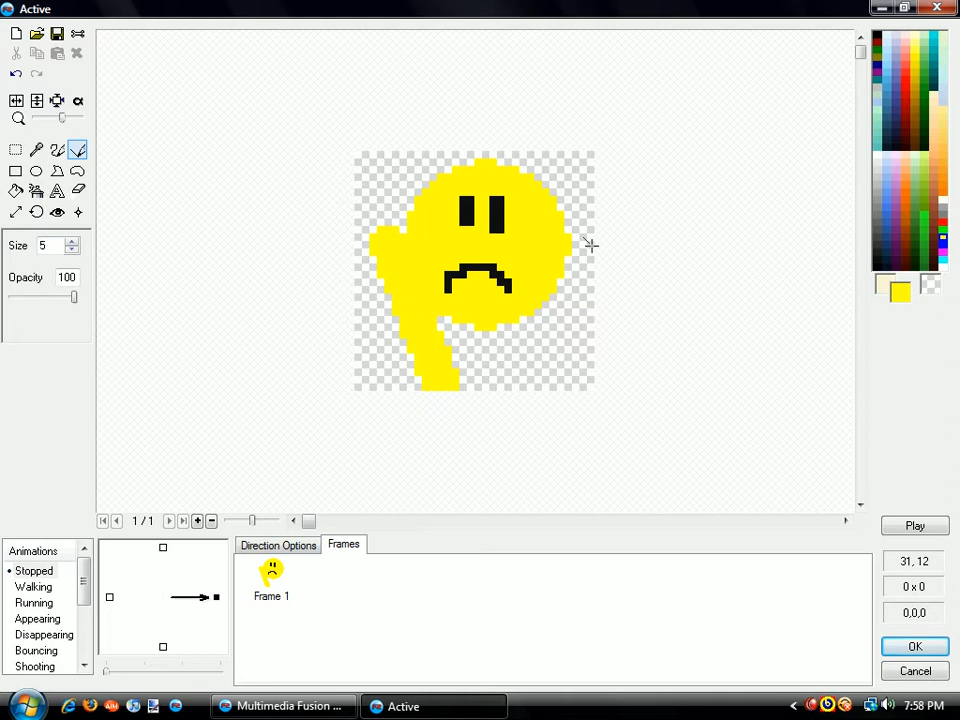 Active
Size 5
Opacity 100
1 / 1
Play
Direction Options Frames
Animations
Stopped
Walking
Running
Appearing
Disappearing
Bouncing
Shooting
Frame 1
31, 12
0 x 0
0,0,0
OK
Cancel
Multimedia Fusion ...
Active
7:58 PM